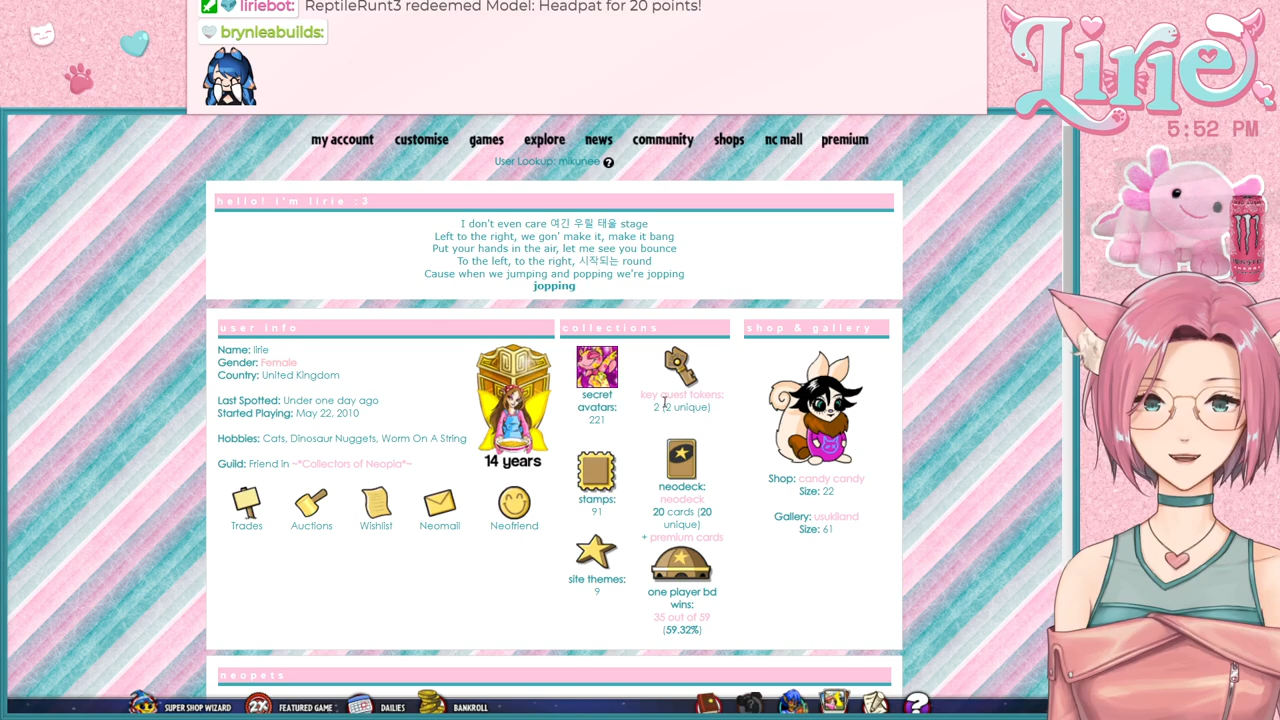 liriebot: ReptileRunt3 redeemed Model: Headpat for 20 points!
brynleabuilds:
Lirie
5:52 PM
my account customise games explore news community shops nc mall premium
User Lookup: mikunee ?
hello! i'm lirie :3
I don't even care 여긴 우릴 태울 stage
Left to the right, we gon' make it, make it bang
Put your hands in the air, let me see you bounce
To the left, to the right, 시작되는 round
Cause when we jumping and popping we're jopping
jopping
user info
Name: lirie
Gender: Female
Country: United Kingdom
Last Spotted: Under one day ago
Started Playing: May 22, 2010
Hobbies: Cats, Dinosaur Nuggets, Worm On A String
Guild: Friend in ~*Collectors of Neopia*~
14 years
Trades Auctions Wishlist Neomail Neofriend
collections
secret avatars:
221
key quest tokens:
2 (2 unique)
stamps:
91
neodeck:
neodeck
20 cards (20 unique)
+ premium cards
site themes:
9
one player bd wins:
35 out of 59
(59.32%)
shop & gallery
Shop: candy candy
Size: 22
Gallery: usukiland
Size: 61
neopets
SUPER SHOP WIZARD 2X FEATURED GAME DAILIES BANKROLL ?